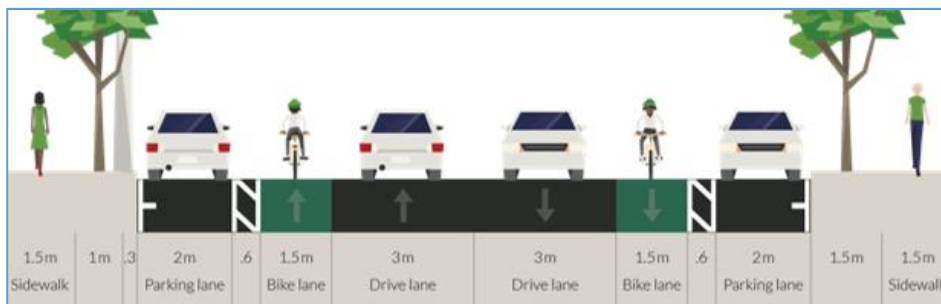 1.5m 1m .3 2m .6 1.5m 3m 3m 1.5m .6 2m 1.5m 1.5m
Sidewalk Parking lane Bike lane Drive lane Drive lane Bike lane Parking lane Sidewalk